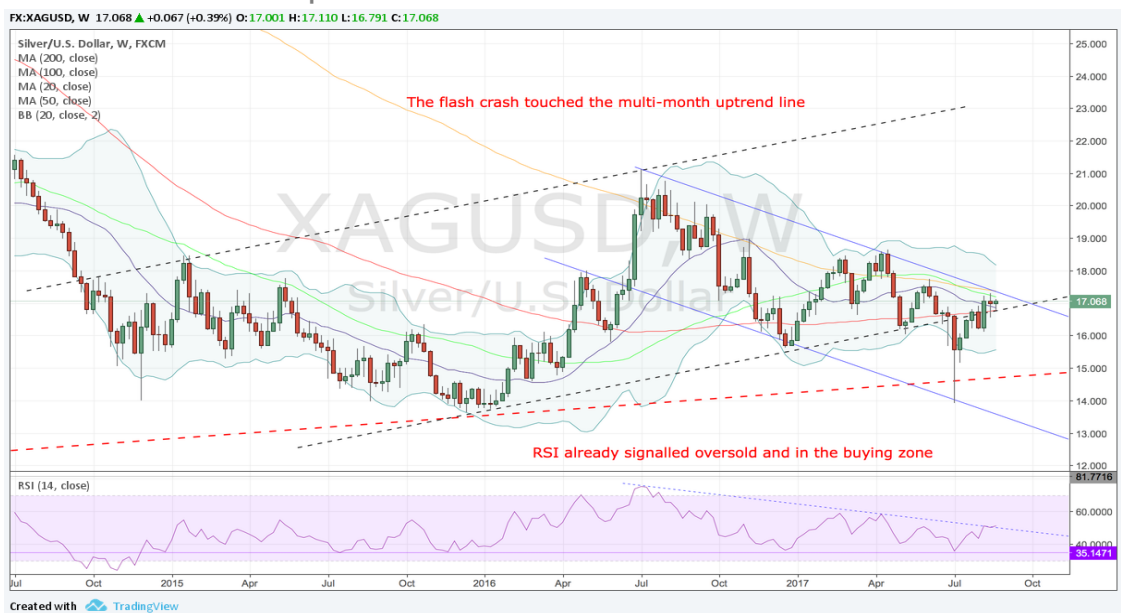 FX:XAGUSD, W 17.068 ▲ +0.067 (+0.39%) O:17.001 H:17.110 L:16.791 C:17.068
Silver/U.S. Dollar, W, FXCM
MA (200, close)
MA (100, close)
MA (20, close)
MA (50, close)
BB (20, close, 2)
The flash crash touched the multi-month uptrend line
XAGUSD, W
Silver/U.S. Dollar
RSI already signalled oversold and in the buying zone
25.000
24.000
23.000
22.000
21.000
20.000
19.000
18.000
17.068
16.000
15.000
14.000
13.000
12.000
81.7716
RSI (14, close)
60.0000
40.0000
35.1471
Jul Oct 2015 Apr Jul Oct 2016 Apr Jul Oct 2017 Apr Jul Oct
Created with TradingView